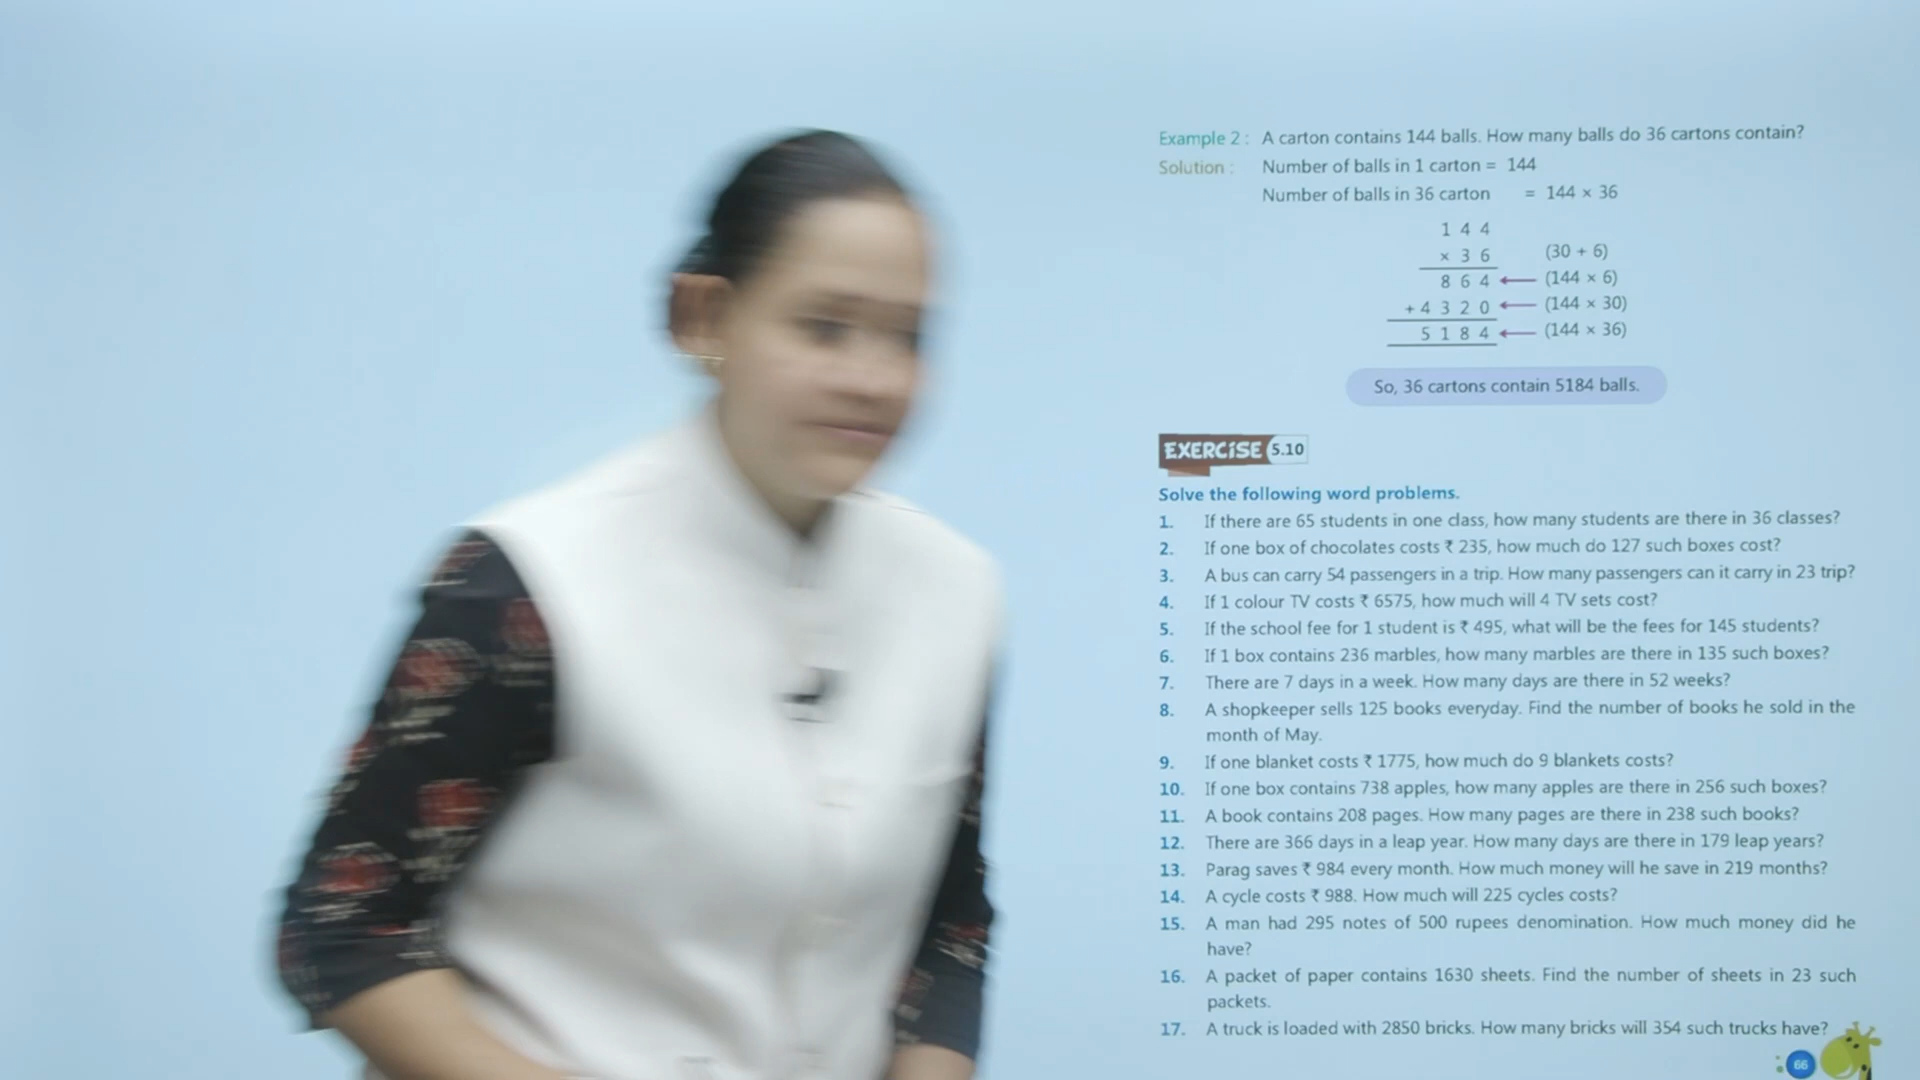 Example 2 : A carton contains 144 balls. How many balls do 36 cartons contain?
Solution : Number of balls in 1 carton = 144
Number of balls in 36 carton = 144 × 36
1 4 4
× 3 6 (30 + 6)
8 6 4 (144 × 6)
+ 4 3 2 0 (144 × 30)
5 1 8 4 (144 × 36)
So, 36 cartons contain 5184 balls.
EXERCISE 5.10
Solve the following word problems.
1. If there are 65 students in one class, how many students are there in 36 classes?
2. If one box of chocolates costs ₹ 235, how much do 127 such boxes cost?
3. A bus can carry 54 passengers in a trip. How many passengers can it carry in 23 trip?
4. If 1 colour TV costs ₹ 6575, how much will 4 TV sets cost?
5. If the school fee for 1 student is ₹ 495, what will be the fees for 145 students?
6. If 1 box contains 236 marbles, how many marbles are there in 135 such boxes?
7. There are 7 days in a week. How many days are there in 52 weeks?
8. A shopkeeper sells 125 books everyday. Find the number of books he sold in the
month of May.
9. If one blanket costs ₹ 1775, how much do 9 blankets costs?
10. If one box contains 738 apples, how many apples are there in 256 such boxes?
11. A book contains 208 pages. How many pages are there in 238 such books?
12. There are 366 days in a leap year. How many days are there in 179 leap years?
13. Parag saves ₹ 984 every month. How much money will he save in 219 months?
14. A cycle costs ₹ 988. How much will 225 cycles costs?
15. A man had 295 notes of 500 rupees denomination. How much money did he
have?
16. A packet of paper contains 1630 sheets. Find the number of sheets in 23 such
packets.
17. A truck is loaded with 2850 bricks. How many bricks will 354 such trucks have?
66